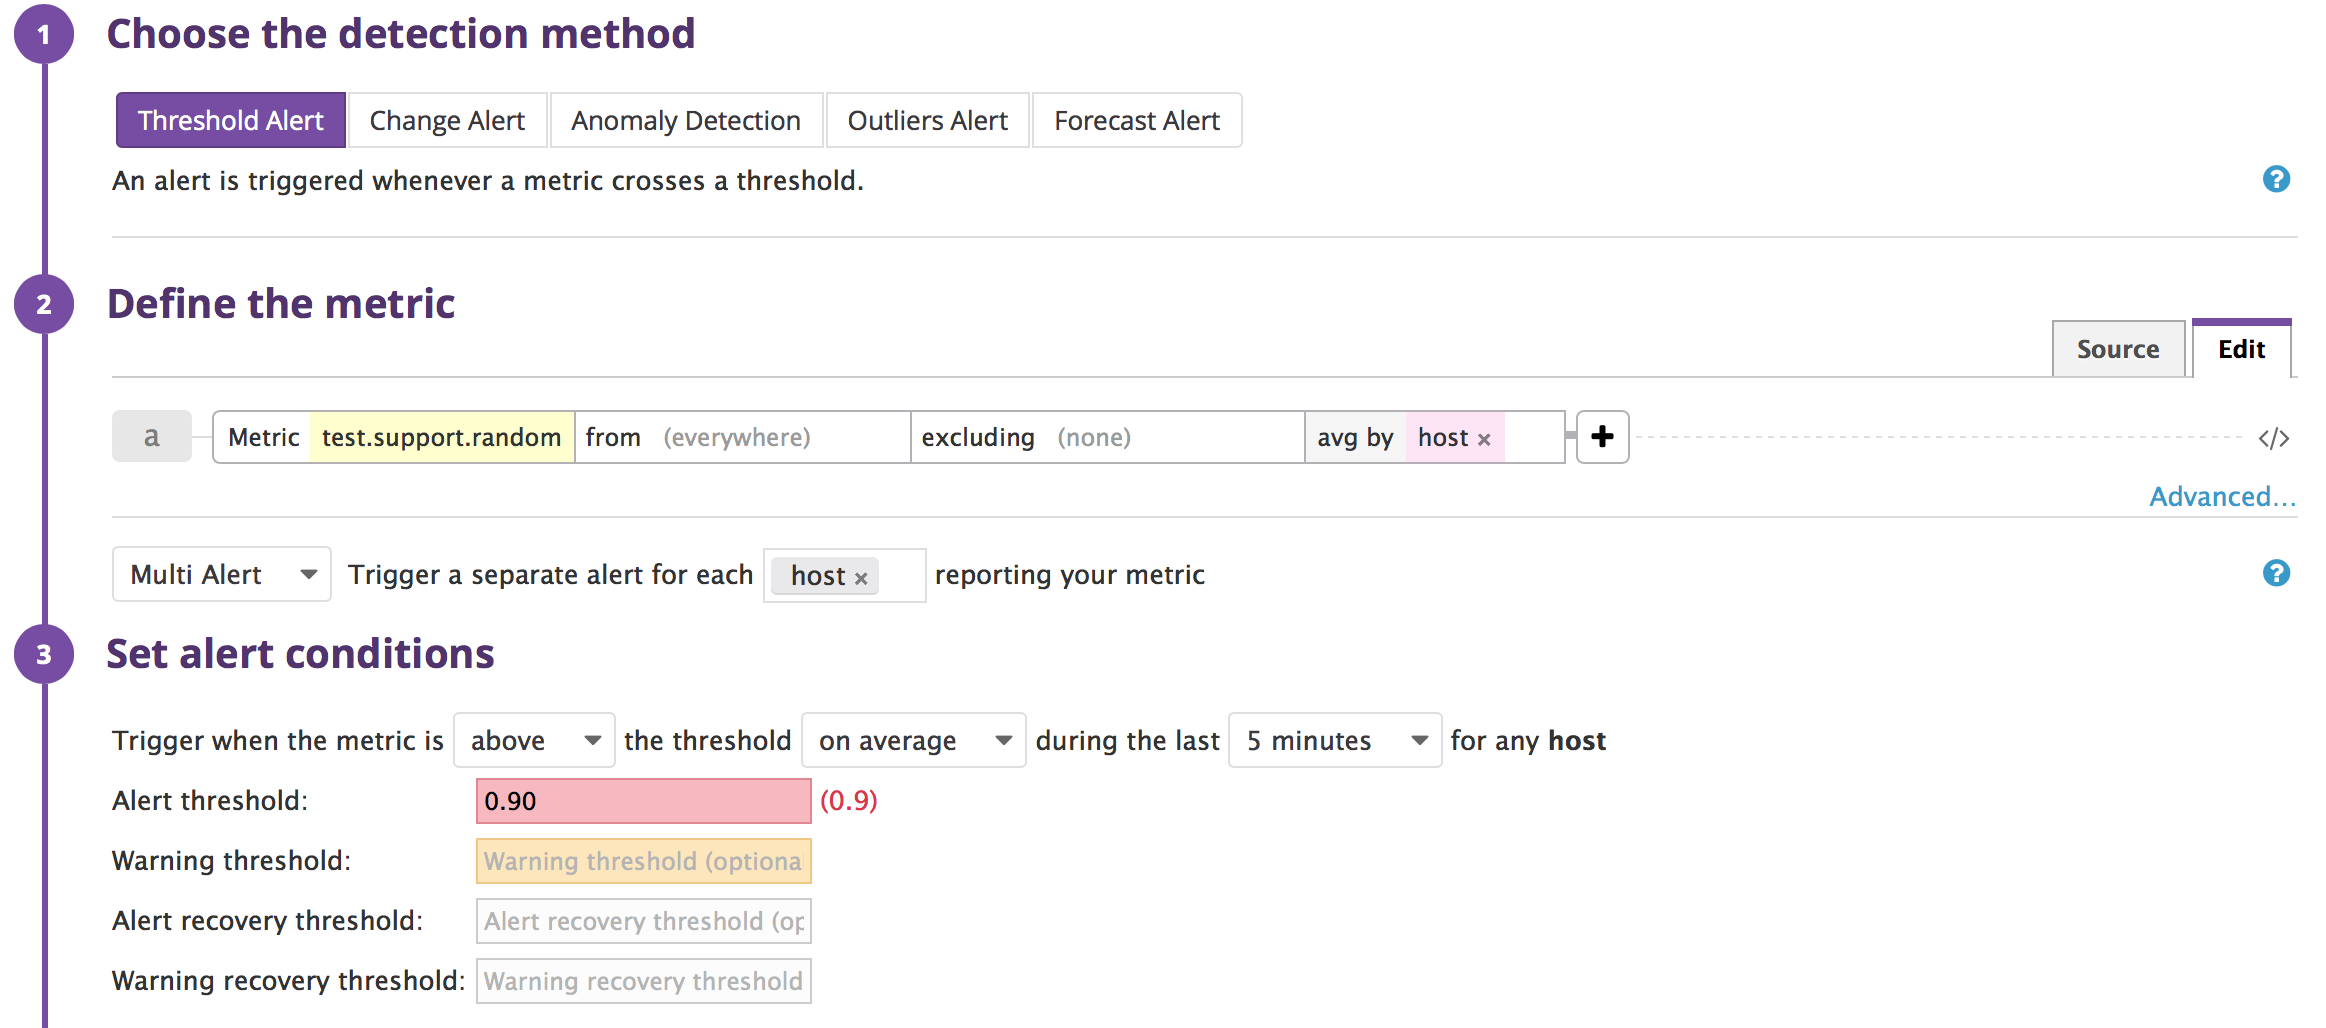 1 Choose the detection method
Threshold Alert Change Alert Anomaly Detection Outliers Alert Forecast Alert
An alert is triggered whenever a metric crosses a threshold. ?
2 Define the metric
Source Edit
a Metric test.support.random from (everywhere) excluding (none) avg by host × + </>
Advanced...
Multi Alert Trigger a separate alert for each host × reporting your metric ?
3 Set alert conditions
Trigger when the metric is above the threshold on average during the last 5 minutes for any host
Alert threshold: 0.90 (0.9)
Warning threshold: Warning threshold (optiona
Alert recovery threshold: Alert recovery threshold (op
Warning recovery threshold: Warning recovery threshold